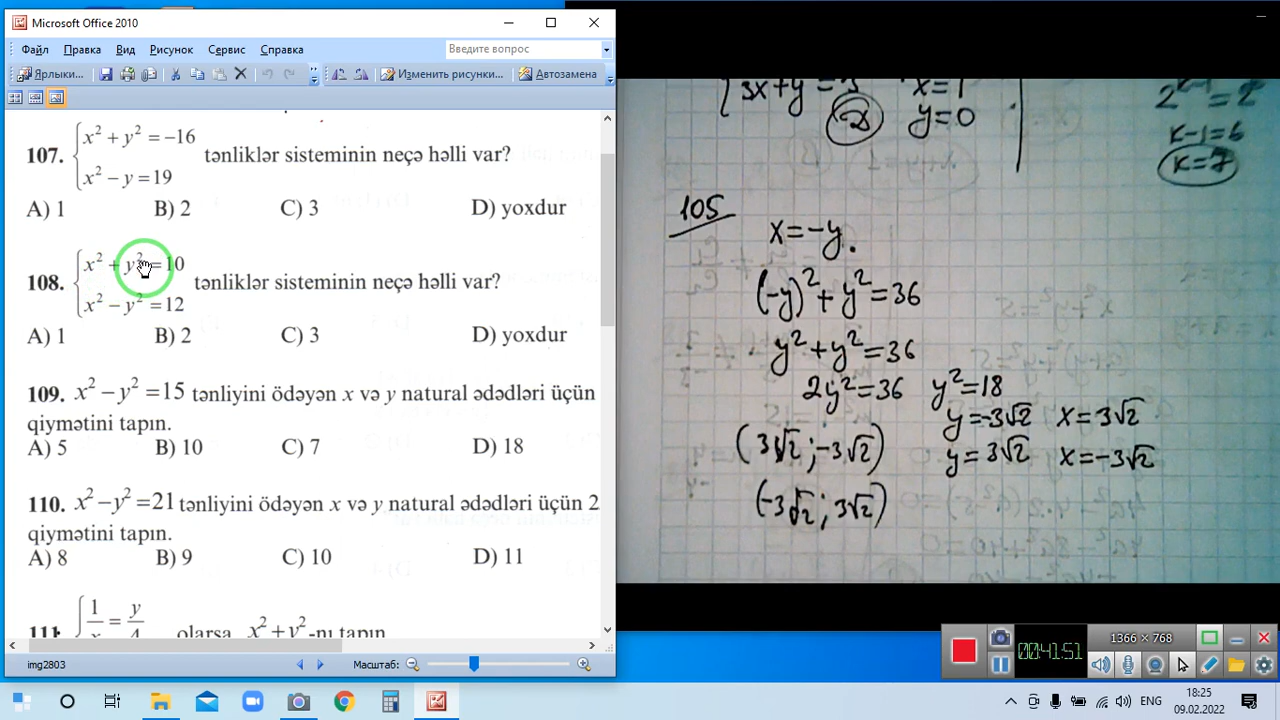 Microsoft Office 2010
Файл Правка Вид Рисунок Сервис Справка Введите вопрос
Ярлыки... Изменить рисунки... Автозамена
107. x² + y² = −16
x² − y = 19
tənliklər sisteminin neçə həlli var?
A) 1 B) 2 C) 3 D) yoxdur
108. x² + y² = 10
x² − y² = 12
tənliklər sisteminin neçə həlli var?
A) 1 B) 2 C) 3 D) yoxdur
109. x² − y² = 15 tənliyini ödəyən x və y natural ədədləri üçün
qiymətini tapın.
A) 5 B) 10 C) 7 D) 18
110. x² − y² = 21 tənliyini ödəyən x və y natural ədədləri üçün 2
qiymətini tapın.
A) 8 B) 9 C) 10 D) 11
111. 1 = y
olarsa, x² + y² -nı tapın
img2803 Масштаб:
x = 1
y = 0
k-1=6
k=7
105
x = -y.
(-y)² + y² = 36
y² + y² = 36
2y² = 36 y² = 18
y = -3√2 x = 3√2
(3√2 ; -3√2) y = 3√2 x = -3√2
(-3√2 ; 3√2)
1366 × 768
00:41:51
ENG
18:25
09.02.2022